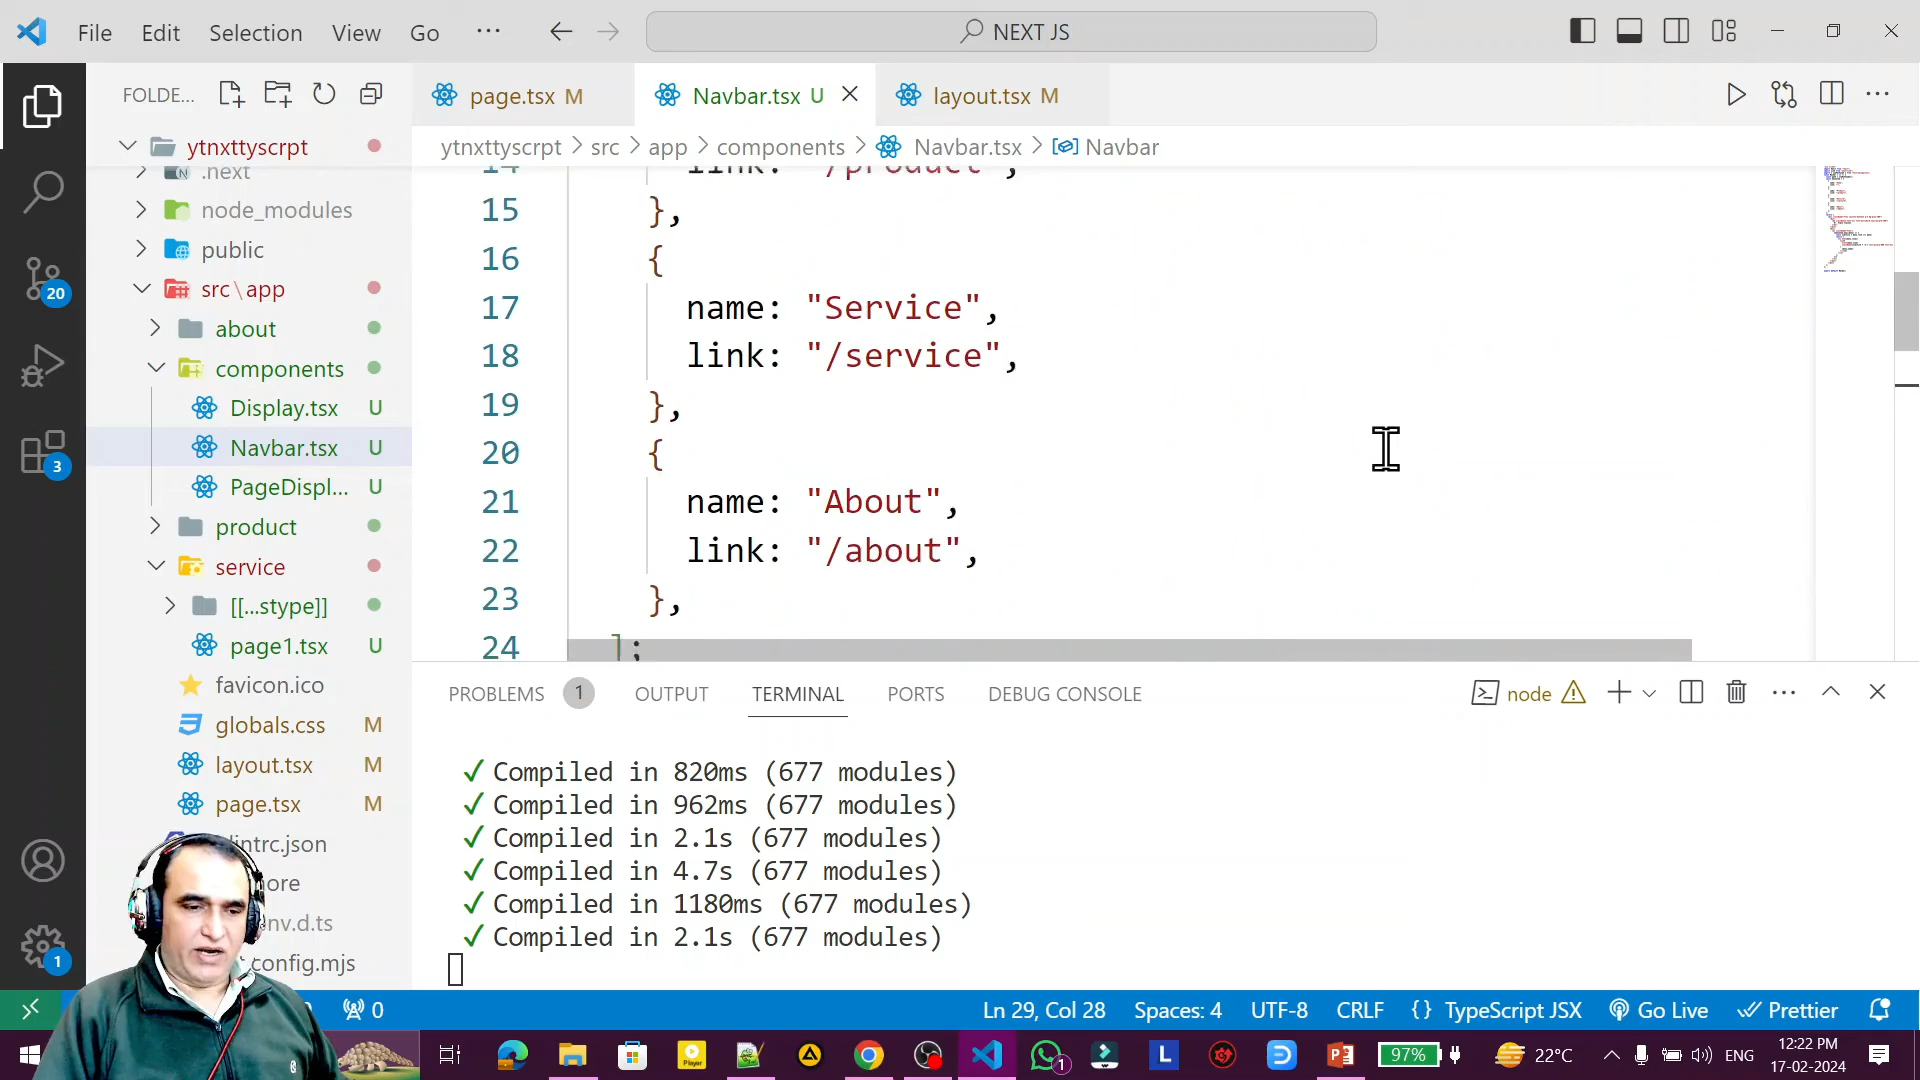 File Edit Selection View Go ... NEXT JS
FOLDE...
page.tsx M
Navbar.tsx U
layout.tsx M
ytnxttyscrpt > src > app > components > Navbar.tsx > Navbar
ytnxttyscrpt
.next
node_modules
public
src\app
about
components
Display.tsx U
Navbar.tsx U
PageDispl... U
product
service
[[...stype]]
page1.tsx U
favicon.ico
globals.css M
layout.tsx M
page.tsx M
intrc.json
ore
nv.d.ts
config.mjs
20
3
1
14 link: "/product",
15 },
16 {
17 name: "Service",
18 link: "/service",
19 },
20 {
21 name: "About",
22 link: "/about",
23 },
24 ];
PROBLEMS 1 OUTPUT TERMINAL PORTS DEBUG CONSOLE
node
✓ Compiled in 820ms (677 modules)
✓ Compiled in 962ms (677 modules)
✓ Compiled in 2.1s (677 modules)
✓ Compiled in 4.7s (677 modules)
✓ Compiled in 1180ms (677 modules)
✓ Compiled in 2.1s (677 modules)
0 Ln 29, Col 28 Spaces: 4 UTF-8 CRLF {} TypeScript JSX Go Live Prettier
Player
L
1
97%
22°C
ENG
12:22 PM
17-02-2024